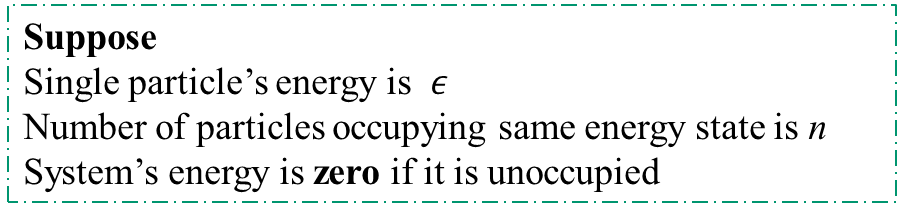 Suppose
Single particle's energy is ϵ
Number of particles occupying same energy state is n
System's energy is zero if it is unoccupied